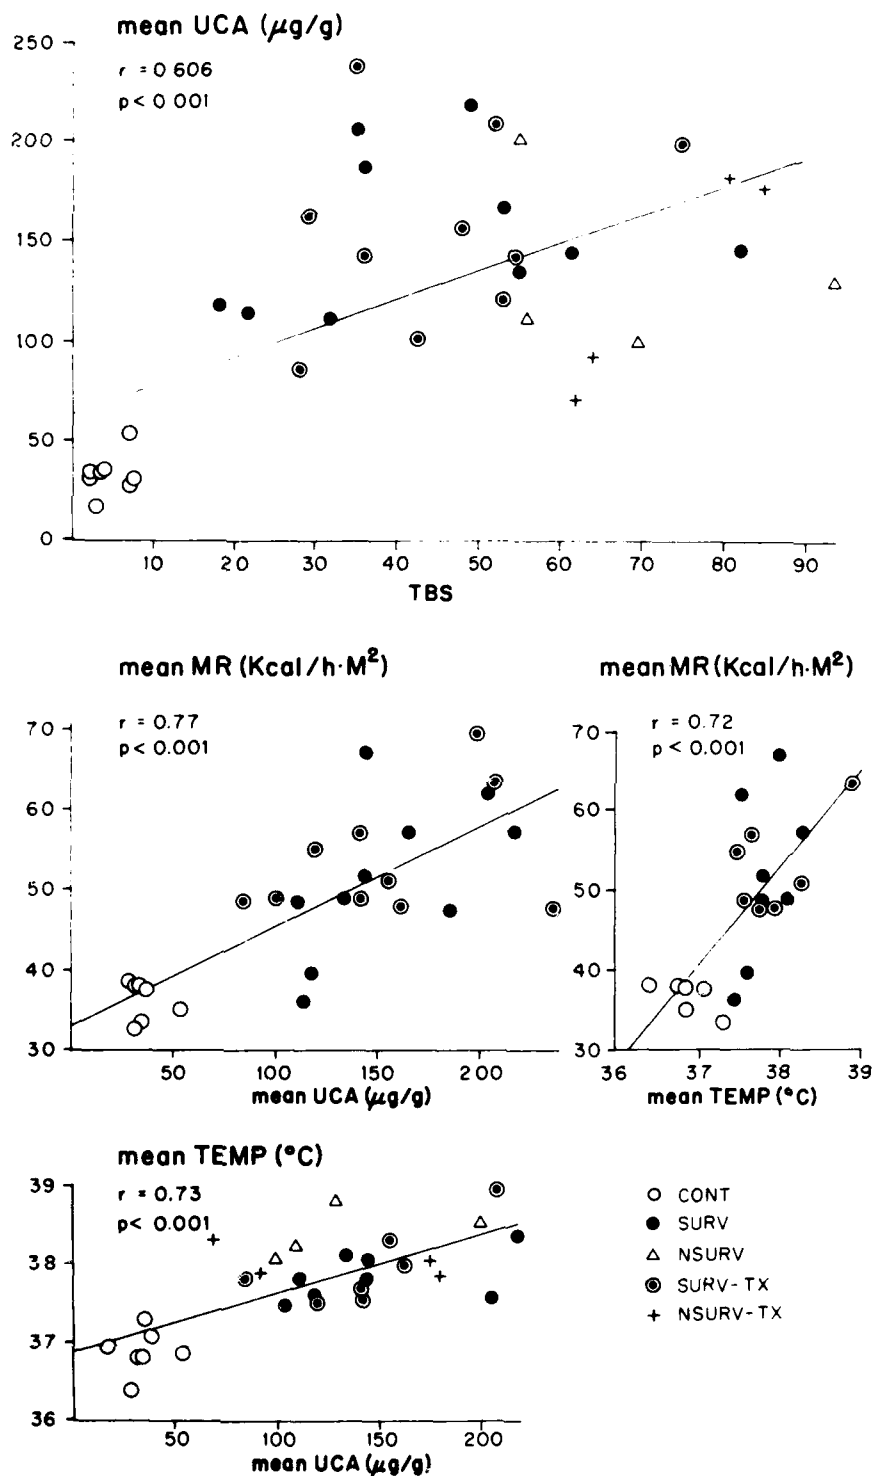 mean UCA (μg/g)
r = 0.606
p < 0.001
250
200
150
100
50
0
10 20 30 40 50 60 70 80 90
TBS
mean MR (Kcal/h·M²)
r = 0.77
p < 0.001
70
60
50
40
30
50 100 150 200
mean UCA (μg/g)
mean MR (Kcal/h·M²)
r = 0.72
p < 0.001
70
60
50
40
30
36 37 38 39
mean TEMP (°C)
mean TEMP (°C)
r = 0.73
p < 0.001
39
38
37
36
50 100 150 200
mean UCA (μg/g)
CONT
SURV
NSURV
SURV-TX
NSURV-TX